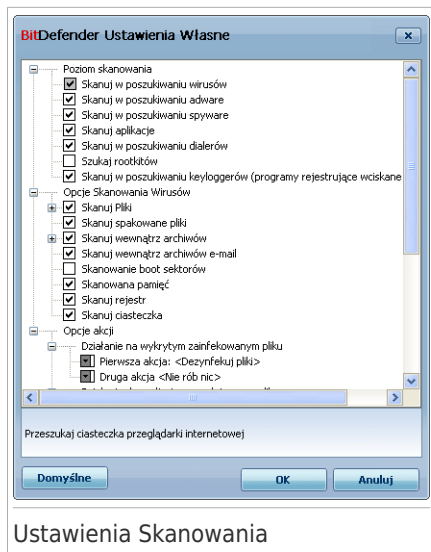 BitDefender Ustawienia Własne
Poziom skanowania
Skanuj w poszukiwaniu wirusów
Skanuj w poszukiwaniu adware
Skanuj w poszukiwaniu spyware
Skanuj aplikacje
Skanuj w poszukiwaniu dialerów
Szukaj rootkitów
Skanuj w poszukiwaniu keyloggerów (programy rejestrujące wciskane
Opcje Skanowania Wirusów
Skanuj Pliki
Skanuj spakowane pliki
Skanuj wewnątrz archiwów
Skanuj wewnątrz archiwów e-mail
Skanowanie boot sektorów
Skanowana pamięć
Skanuj rejestr
Skanuj ciasteczka
Opcje akcji
Działanie na wykrytym zainfekowanym pliku
Pierwsza akcja: <Dezynfekuj pliki>
Druga akcja <Nie rób nic>
Przeszukaj ciasteczka przeglądarki internetowej
Domyślne
OK
Anuluj
Ustawienia Skanowania